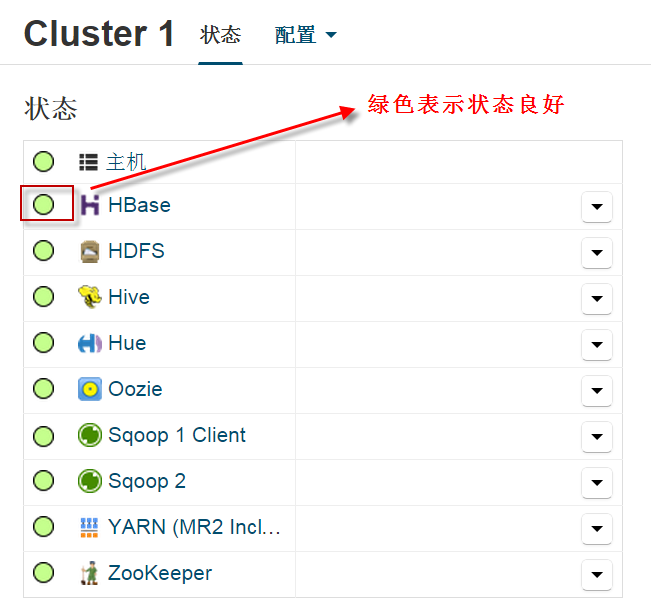 Cluster 1 状态 配置
状态
绿色表示状态良好
主机
HBase
HDFS
Hive
Hue
Oozie
Sqoop 1 Client
Sqoop 2
YARN (MR2 Incl...
ZooKeeper